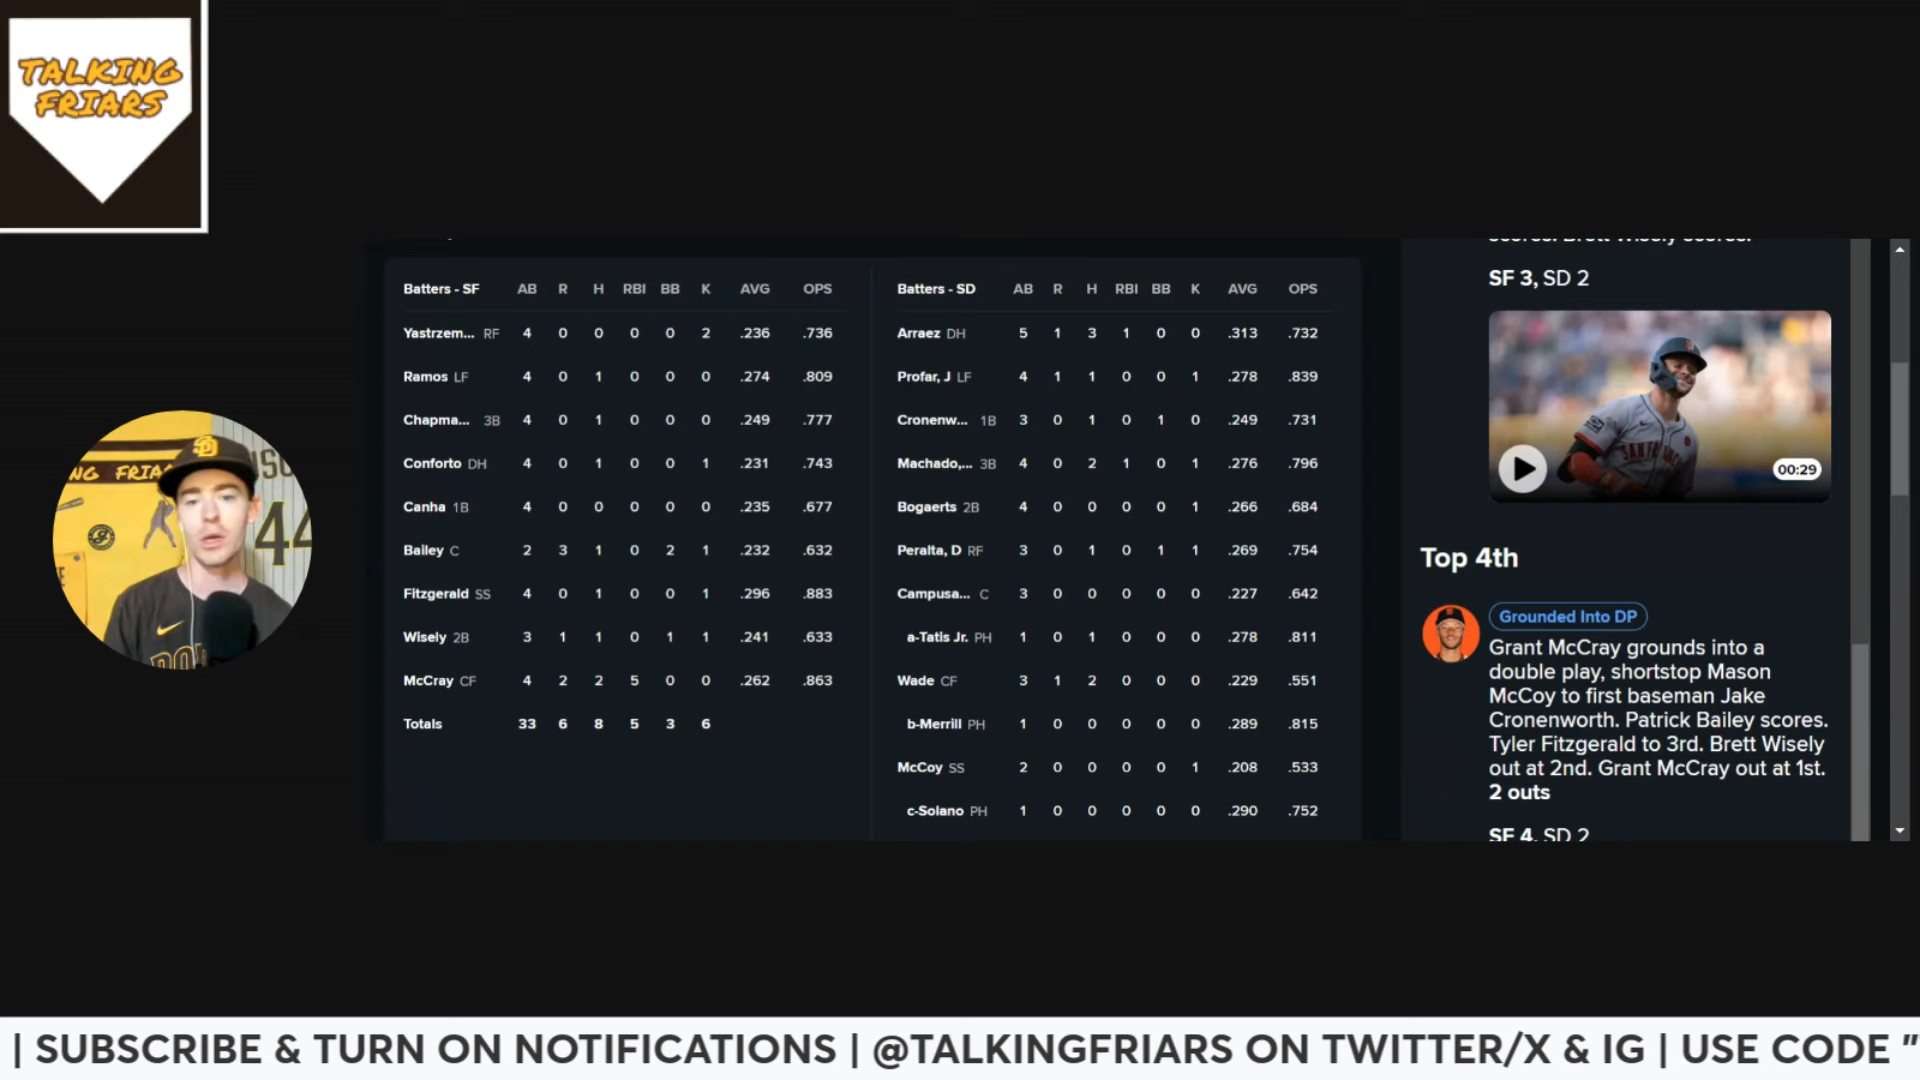 TALKING
FRIARS
Batters - SF AB R H RBI BB K AVG OPS
Yastrzem... RF 4 0 0 0 0 2 .236 .736
Ramos LF 4 0 1 0 0 0 .274 .809
Chapma... 3B 4 0 1 0 0 0 .249 .777
Conforto DH 4 0 1 0 0 1 .231 .743
Canha 1B 4 0 0 0 0 0 .235 .677
Bailey C 2 3 1 0 2 1 .232 .632
Fitzgerald SS 4 0 1 0 0 1 .296 .883
Wisely 2B 3 1 1 0 1 1 .241 .633
McCray CF 4 2 2 5 0 0 .262 .863
Totals 33 6 8 5 3 6
Batters - SD AB R H RBI BB K AVG OPS
Arraez DH 5 1 3 1 0 0 .313 .732
Profar, J LF 4 1 1 0 0 1 .278 .839
Cronenw... 1B 3 0 1 0 1 0 .249 .731
Machado,... 3B 4 0 2 1 0 1 .276 .796
Bogaerts 2B 4 0 0 0 0 1 .266 .684
Peralta, D RF 3 0 1 0 1 1 .269 .754
Campusa... C 3 0 0 0 0 0 .227 .642
a-Tatis Jr. PH 1 0 1 0 0 0 .278 .811
Wade CF 3 1 2 0 0 0 .229 .551
b-Merrill PH 1 0 0 0 0 0 .289 .815
McCoy SS 2 0 0 0 0 1 .208 .533
c-Solano PH 1 0 0 0 0 0 .290 .752
scores. Brett Wisely scores.
SF 3, SD 2
SAN FRANCISCO
00:29
Top 4th
Grounded Into DP
Grant McCray grounds into a
double play, shortstop Mason
McCoy to first baseman Jake
Cronenworth. Patrick Bailey scores.
Tyler Fitzgerald to 3rd. Brett Wisely
out at 2nd. Grant McCray out at 1st.
2 outs
SF 4, SD 2
NG FRIA
SD
44
| SUBSCRIBE & TURN ON NOTIFICATIONS | @TALKINGFRIARS ON TWITTER/X & IG | USE CODE "